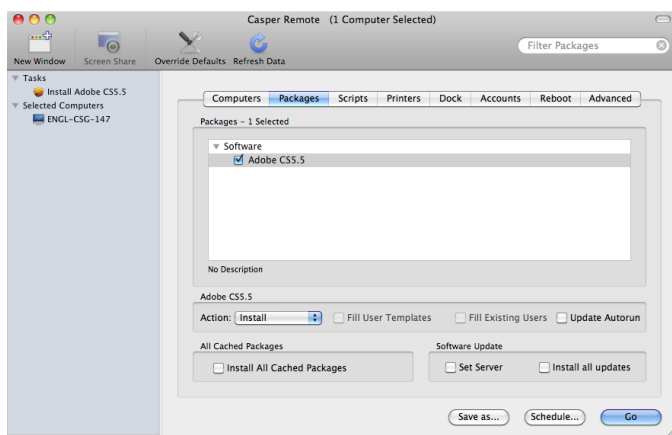 Casper Remote (1 Computer Selected)
New Window Screen Share Override Defaults Refresh Data Filter Packages
Tasks
Install Adobe CS5.5
Selected Computers
ENGL-CSG-147
Computers Packages Scripts Printers Dock Accounts Reboot Advanced
Packages - 1 Selected
Software
Adobe CS5.5
No Description
Adobe CS5.5
Action: Install Fill User Templates Fill Existing Users Update Autorun
All Cached Packages Software Update
Install All Cached Packages Set Server Install all updates
Save as... Schedule... Go